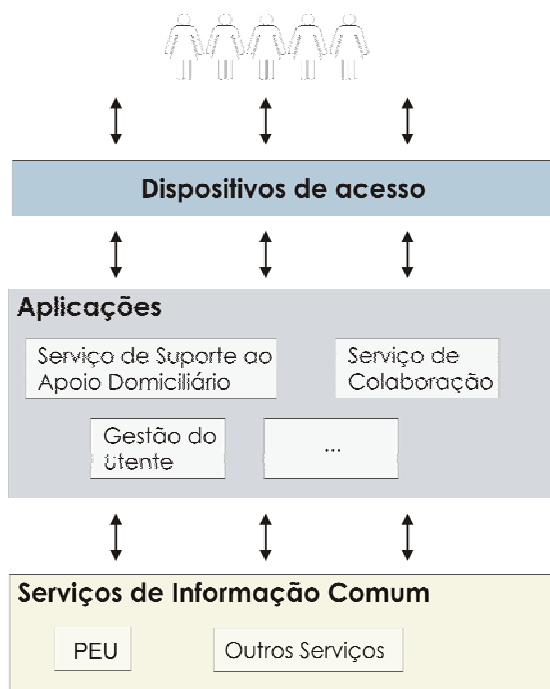 Dispositivos de acesso
Aplicações
Serviço de Suporte ao
Apoio Domiciliário
Serviço de
Colaboração
Gestão do
Utente
...
Serviços de Informação Comum
PEU
Outros Serviços